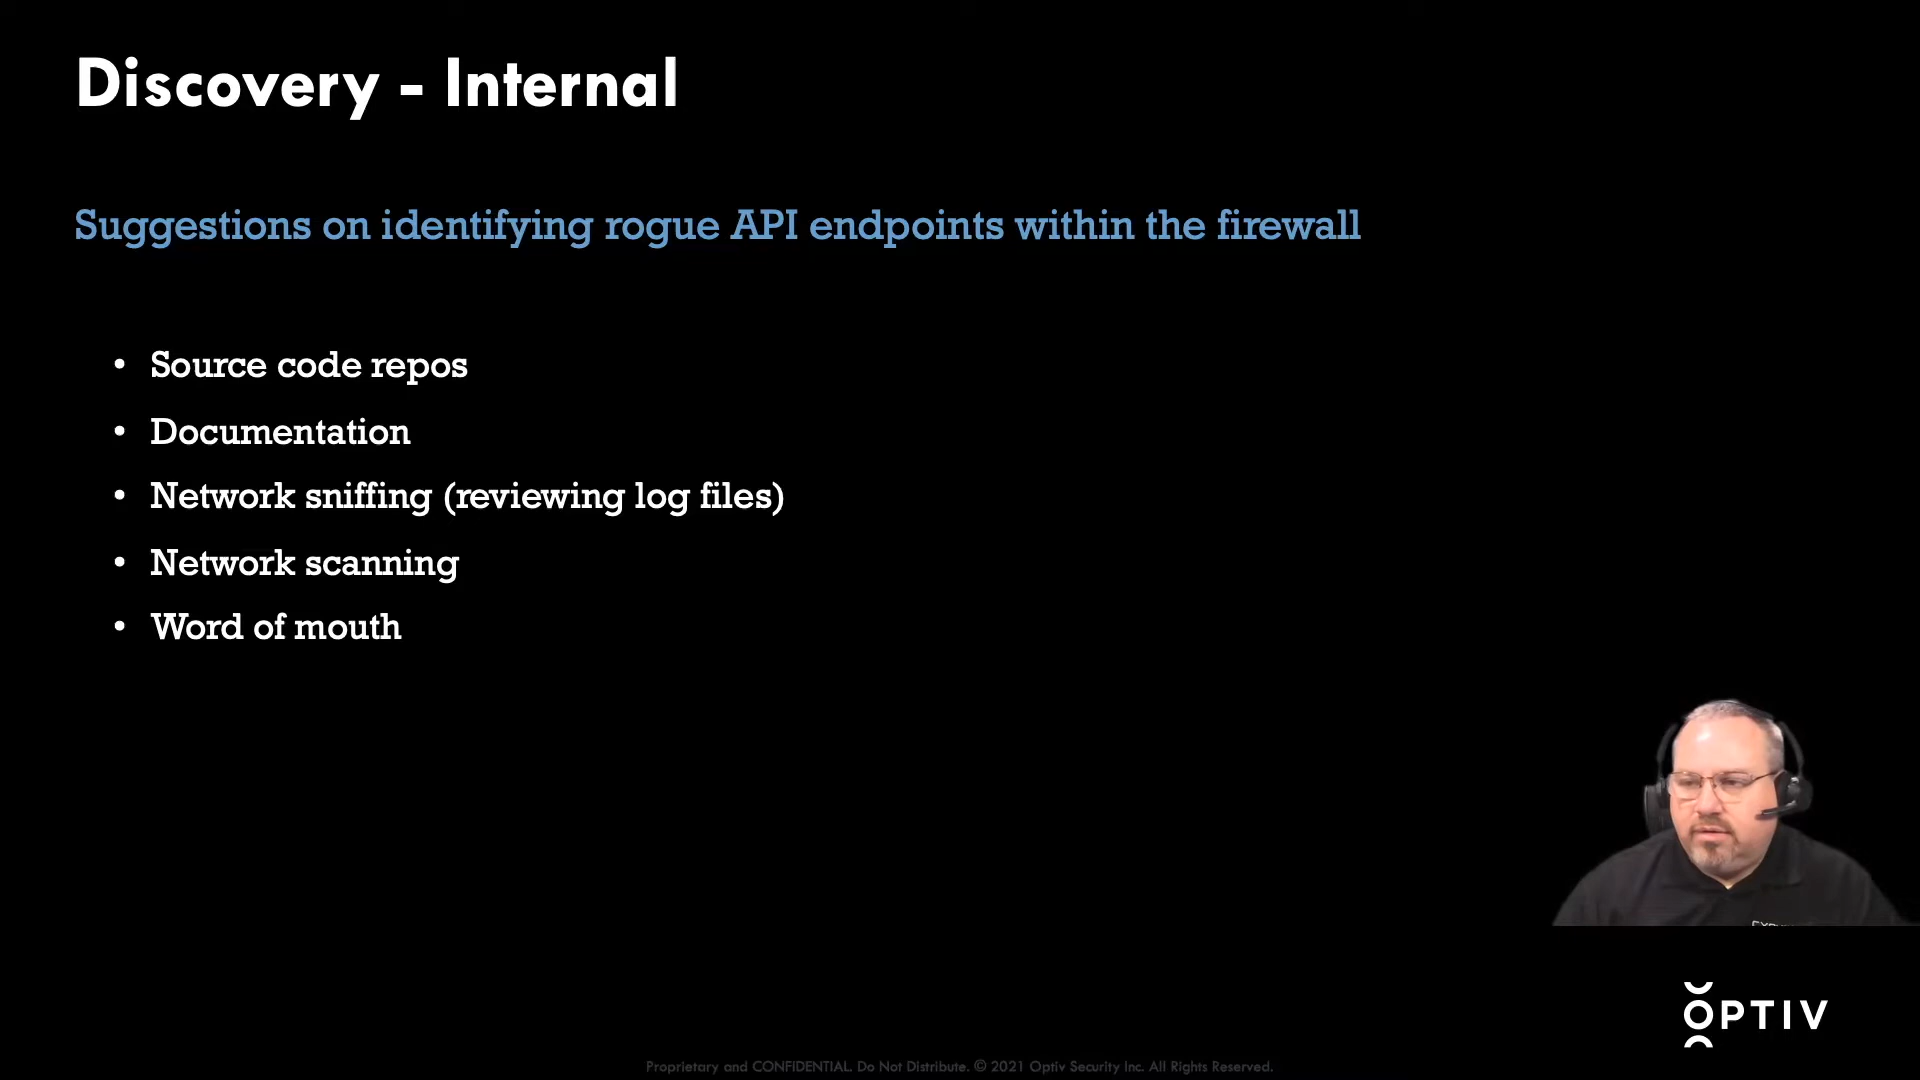 Discovery - Internal
Suggestions on identifying rogue API endpoints within the firewall
• Source code repos
• Documentation
• Network sniffing (reviewing log files)
• Network scanning
• Word of mouth
OPTIV
Proprietary and CONFIDENTIAL. Do Not Distribute. © 2021 Optiv Security Inc. All Rights Reserved.